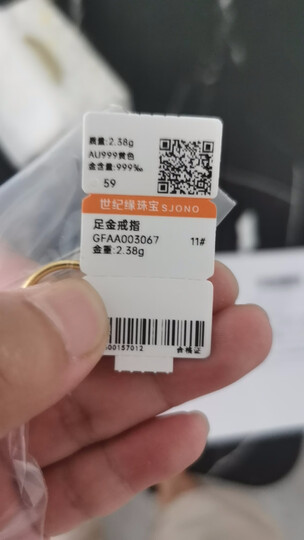 质量:2.38g
AU999黄色
金含量:999‰
59
世纪缘珠宝 SJONO
足金戒指
GFAA003067 11#
金重:2.38g
00157012 合格证